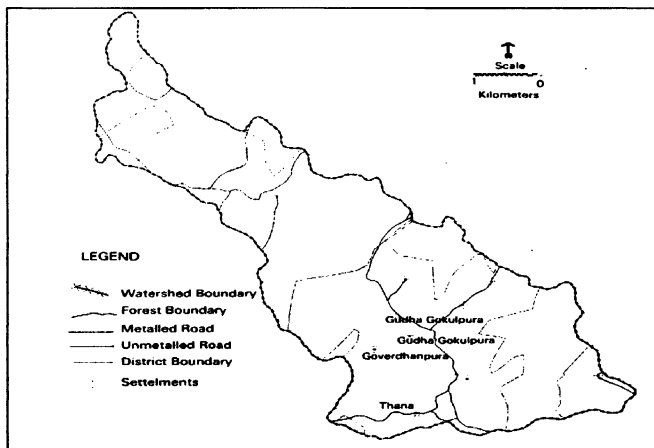 Scale
1 0
Kilometers
LEGEND
Watershed Boundary
Forest Boundary
Metalled Road
Unmetalled Road
District Boundary
Settelments
Gudha Gokulpura
Gudha Gokulpura
Goverdhanpura
Thana